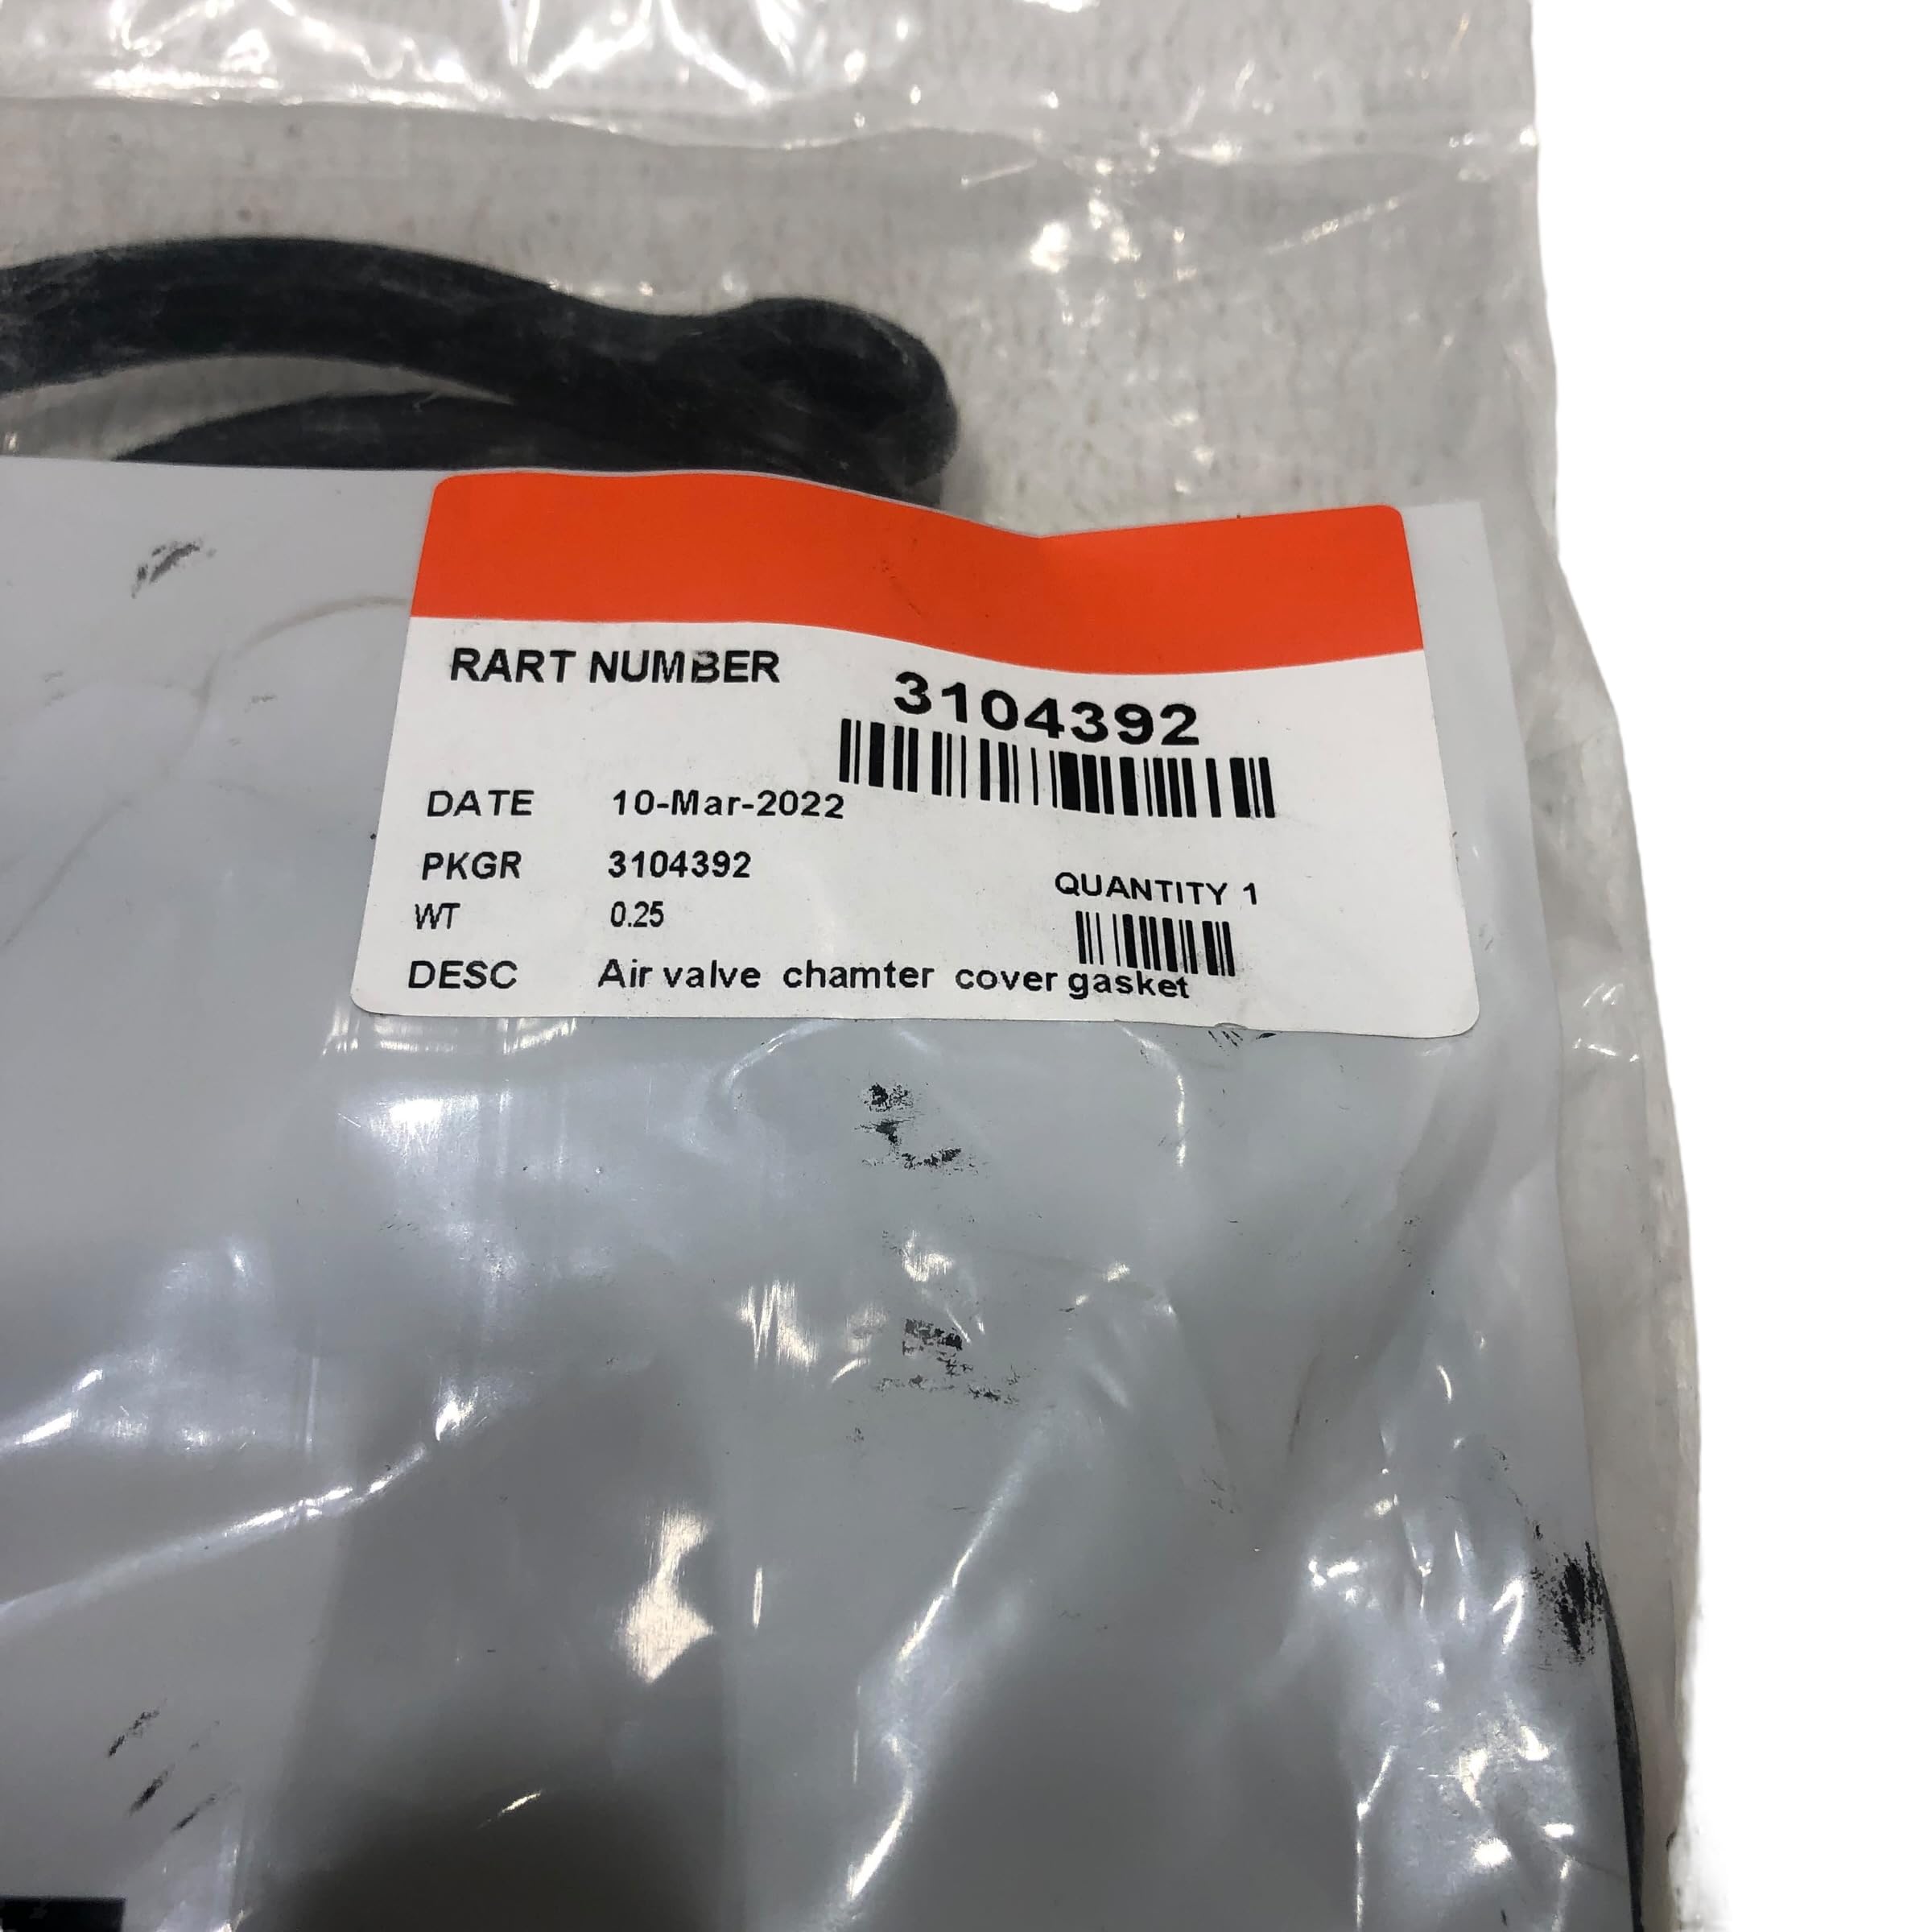 RART NUMBER 3104392
DATE 10-Mar-2022
PKGR 3104392
QUANTITY 1
WT 0.25
DESC Air valve chamter cover gasket